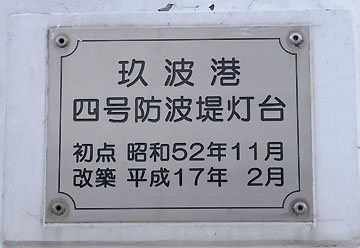 玖波港
四号防波堤灯台
初点 昭和52年11月
改築 平成17年 2月